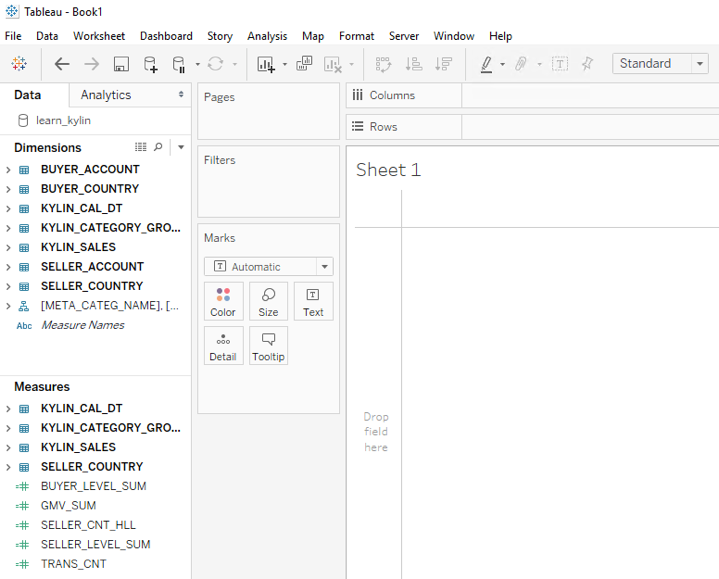 Tableau - Book1
File Data Worksheet Dashboard Story Analysis Map Format Server Window Help
Standard
Data Analytics
learn_kylin
Dimensions
BUYER_ACCOUNT
BUYER_COUNTRY
KYLIN_CAL_DT
KYLIN_CATEGORY_GRO...
KYLIN_SALES
SELLER_ACCOUNT
SELLER_COUNTRY
[META_CATEG_NAME], [...
Abc Measure Names
Measures
KYLIN_CAL_DT
KYLIN_CATEGORY_GRO...
KYLIN_SALES
SELLER_COUNTRY
BUYER_LEVEL_SUM
GMV_SUM
SELLER_CNT_HLL
SELLER_LEVEL_SUM
TRANS_CNT
Pages
Filters
Marks
T Automatic
Color Size Text
Detail Tooltip
Columns
Rows
Sheet 1
Drop
field
here